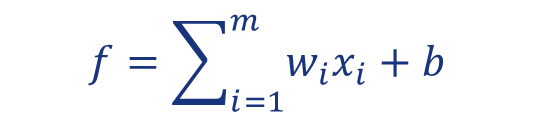 f = ∑_{i=1}^{m} w_i x_i + b